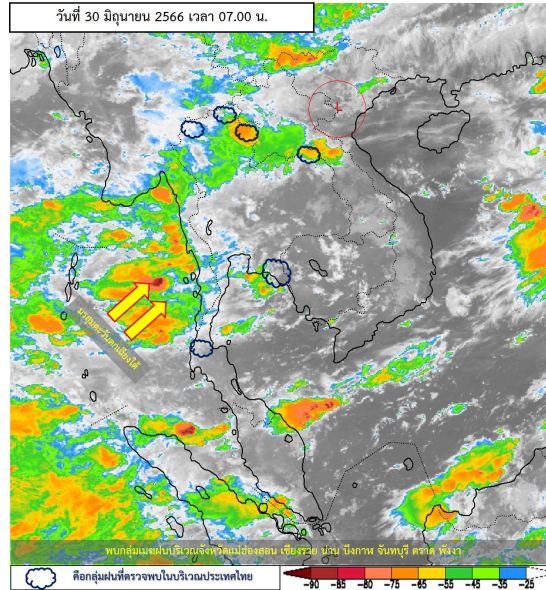 วันที่ 30 มิถุนายน 2566 เวลา 07.00 น.
L
มรสุมตะวันตกเฉียงใต้
พบกลุ่มเมฆฝนบริเวณจังหวัดแม่ฮ่องสอน เชียงราย น่าน บึงกาฬ จันทบุรี ตราด พังงา
คือกลุ่มฝนที่ตรวจพบในบริเวณประเทศไทย
-90 -85 -80 -75 -65 -55 -45 -35 -25